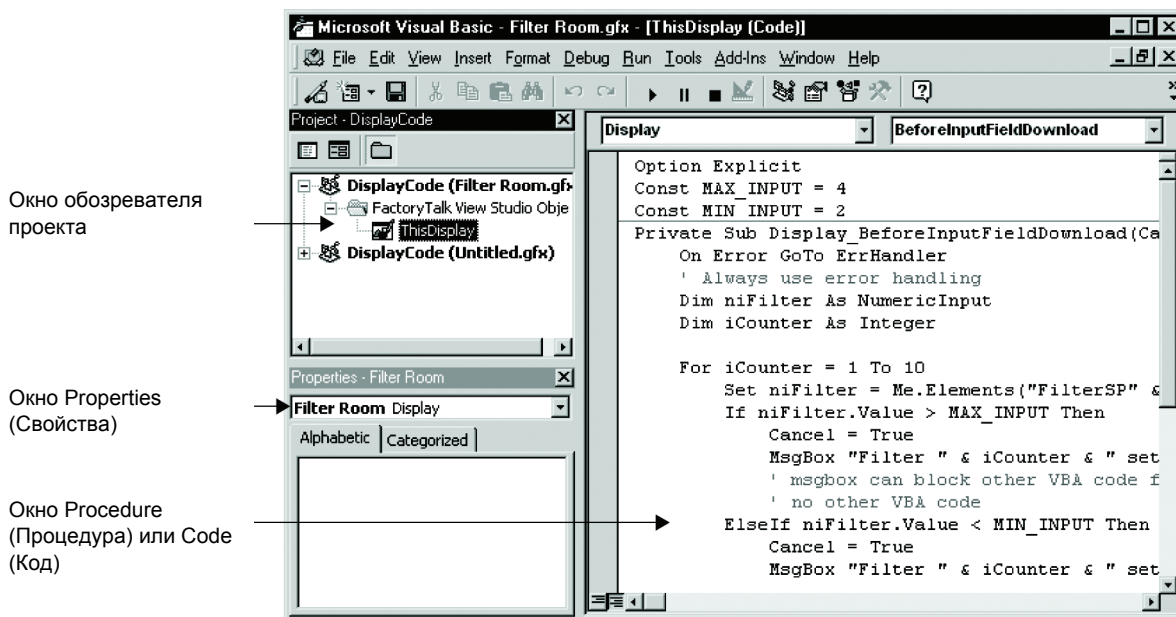 Microsoft Visual Basic - Filter Room.gfx - [ThisDisplay (Code)]
File Edit View Insert Format Debug Run Tools Add-Ins Window Help
Project - DisplayCode
DisplayCode (Filter Room.gfx
FactoryTalk View Studio Obje
ThisDisplay
DisplayCode (Untitled.gfx)
Properties - Filter Room
Filter Room Display
Alphabetic
Categorized
Display
BeforeInputFieldDownload
Option Explicit
Const MAX_INPUT = 4
Const MIN_INPUT = 2
Private Sub Display_BeforeInputFieldDownload(Ca
On Error GoTo ErrHandler
' Always use error handling
Dim niFilter As NumericInput
Dim iCounter As Integer
For iCounter = 1 To 10
Set niFilter = Me.Elements("FilterSP" &
If niFilter.Value > MAX_INPUT Then
Cancel = True
MsgBox "Filter " & iCounter & " set
' msgbox can block other VBA code f
' no other VBA code
ElseIf niFilter.Value < MIN_INPUT Then
Cancel = True
MsgBox "Filter " & iCounter & " set
Окно обозревателя
проекта
Окно Properties
(Свойства)
Окно Procedure
(Процедура) или Code
(Код)